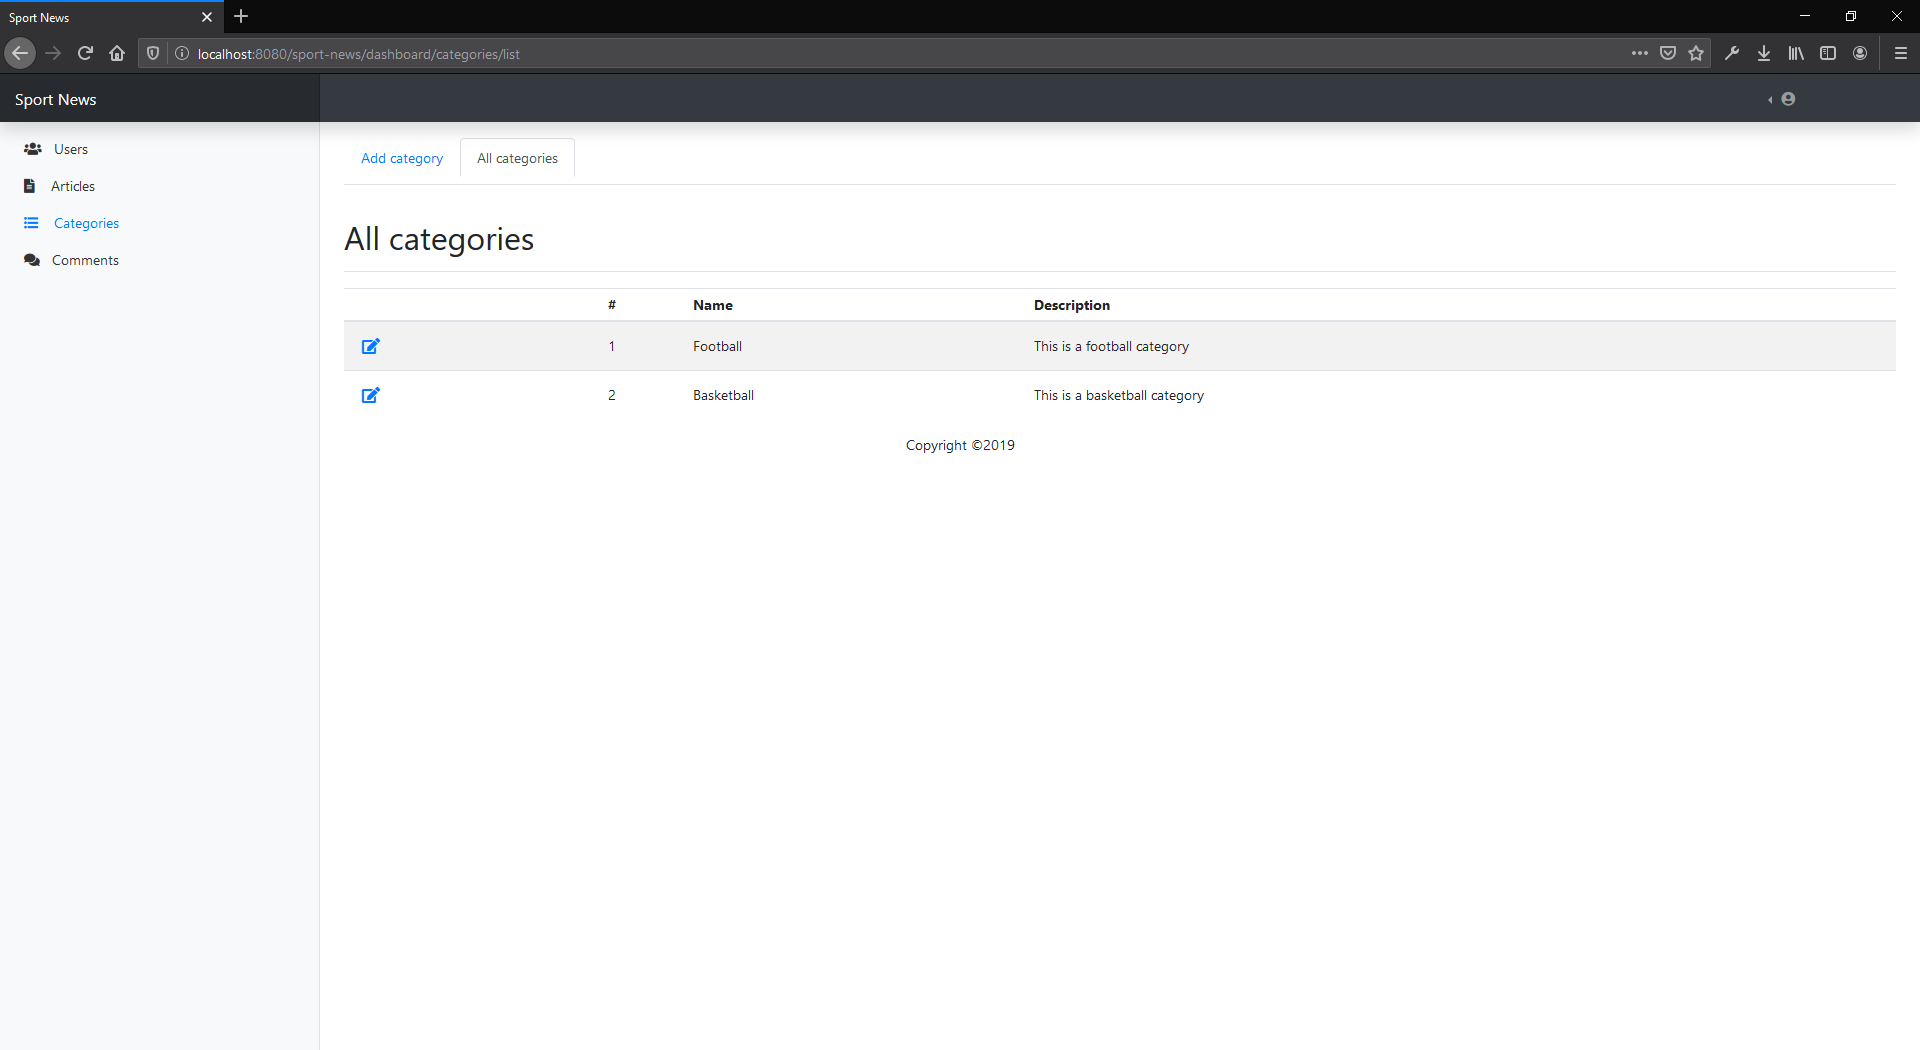 Sport News
localhost:8080/sport-news/dashboard/categories/list
Sport News
Users
Articles
Categories
Comments
Add category
All categories
All categories
# Name Description
1 Football This is a football category
2 Basketball This is a basketball category
Copyright ©2019